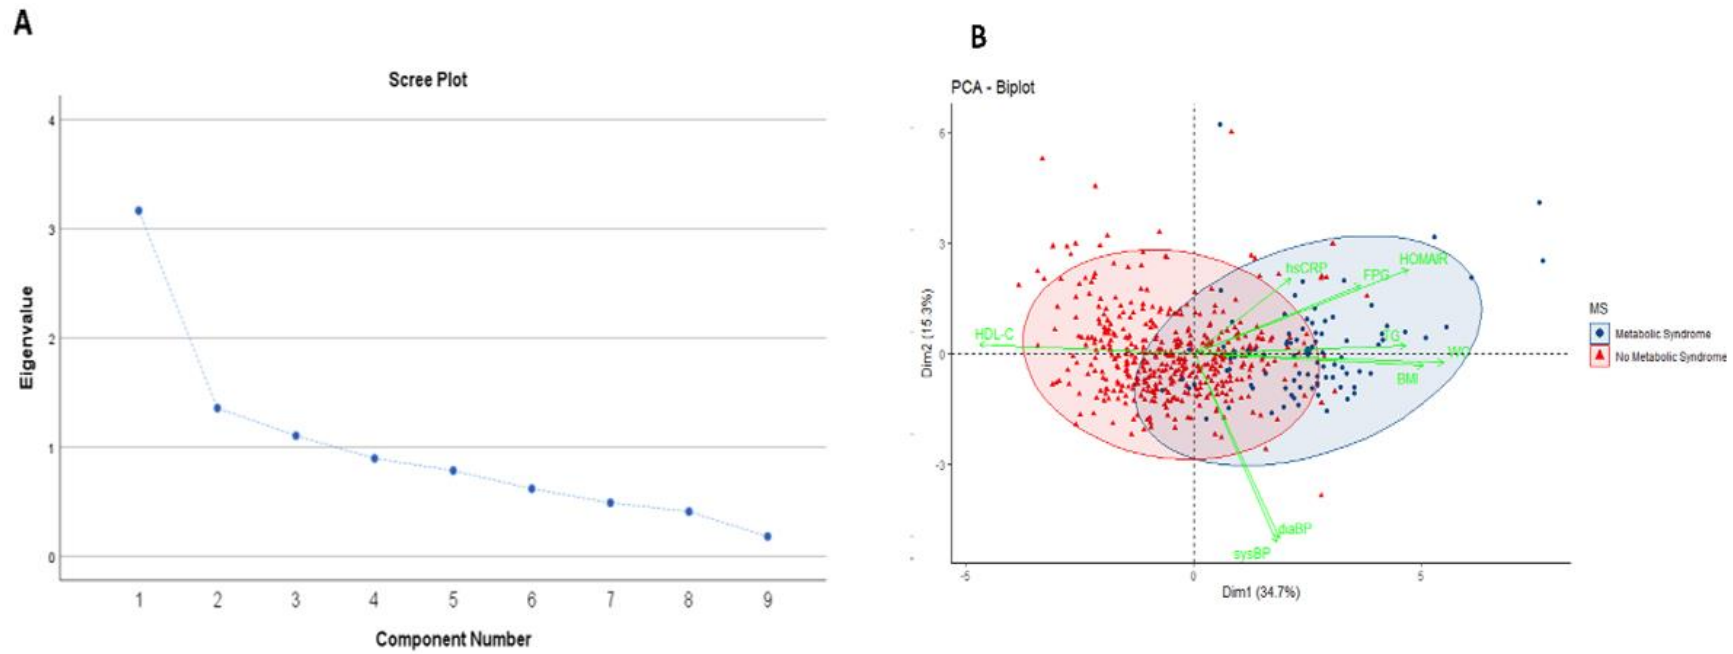 A
Scree Plot
4
3
2
1
0
Eigenvalue
1 2 3 4 5 6 7 8 9
Component Number
B
PCA - Biplot
6
3
0
-3
Dim2 (15.3%)
hsCRP
FPG
HOMAIR
HDL-C
TG
WC
BMI
diaBP
sysBP
-5 0 5
Dim1 (34.7%)
MS
Metabolic Syndrome
No Metabolic Syndrome